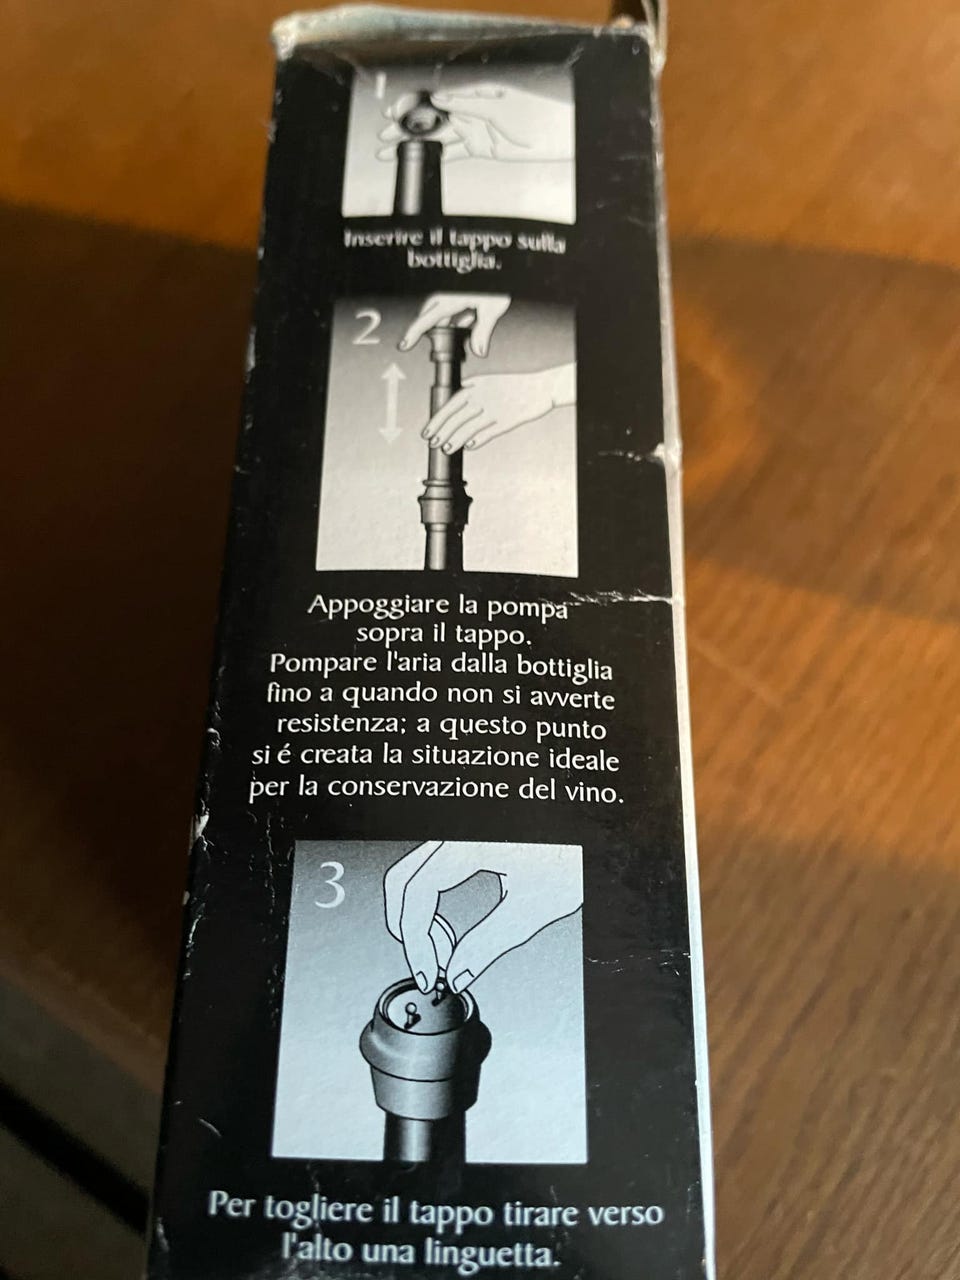 1
Inserire il tappo sulla
bottiglia.
2
Appoggiare la pompa
sopra il tappo.
Pompare l'aria dalla bottiglia
fino a quando non si avverte
resistenza; a questo punto
si é creata la situazione ideale
per la conservazione del vino.
3
Per togliere il tappo tirare verso
l'alto una linguetta.